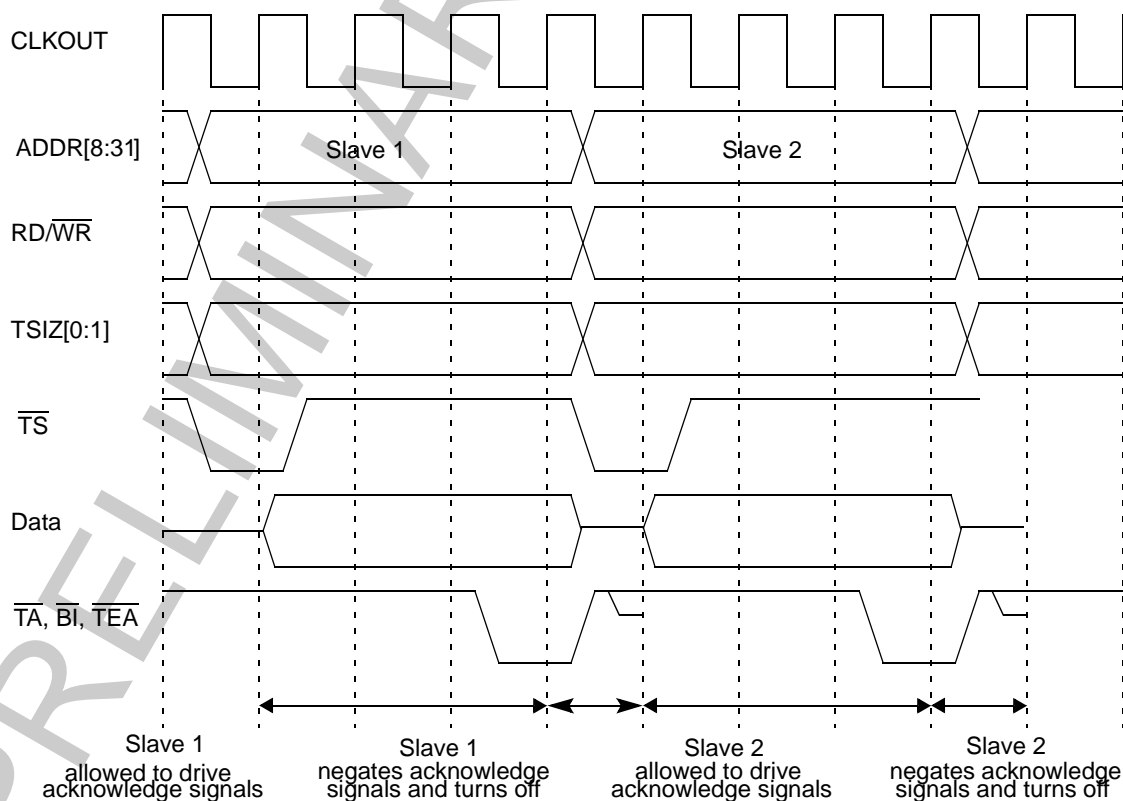 CLKOUT
ADDR[8:31]
Slave 1
Slave 2
RD/WR
TSIZ[0:1]
TS
Data
TA, BI, TEA
Slave 1
allowed to drive
acknowledge signals
Slave 1
negates acknowledge
signals and turns off
Slave 2
allowed to drive
acknowledge signals
Slave 2
negates acknowledge
signals and turns off
PRELIMINAR